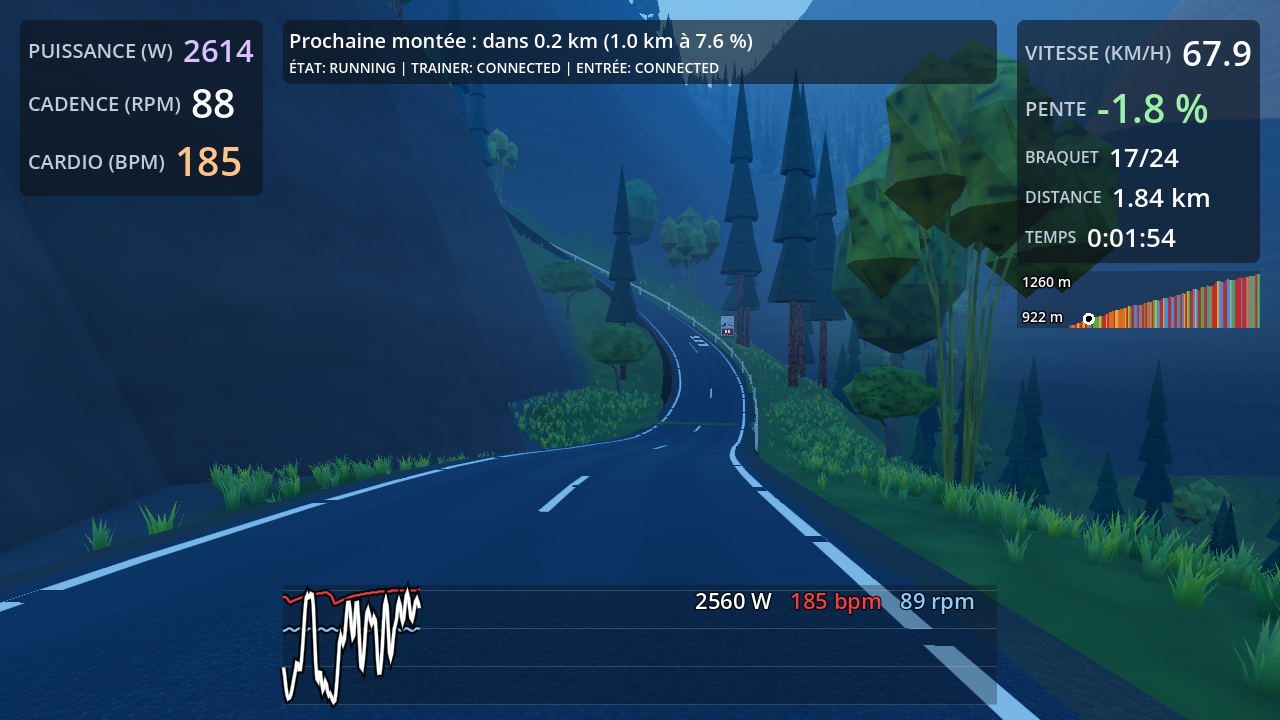 PUISSANCE (W) 2614
CADENCE (RPM) 88
CARDIO (BPM) 185
Prochaine montée : dans 0.2 km (1.0 km à 7.6 %)
ÉTAT: RUNNING | TRAINER: CONNECTED | ENTRÉE: CONNECTED
VITESSE (KM/H) 67.9
PENTE -1.8 %
BRAQUET 17/24
DISTANCE 1.84 km
TEMPS 0:01:54
1260 m
922 m
2560 W 185 bpm 89 rpm